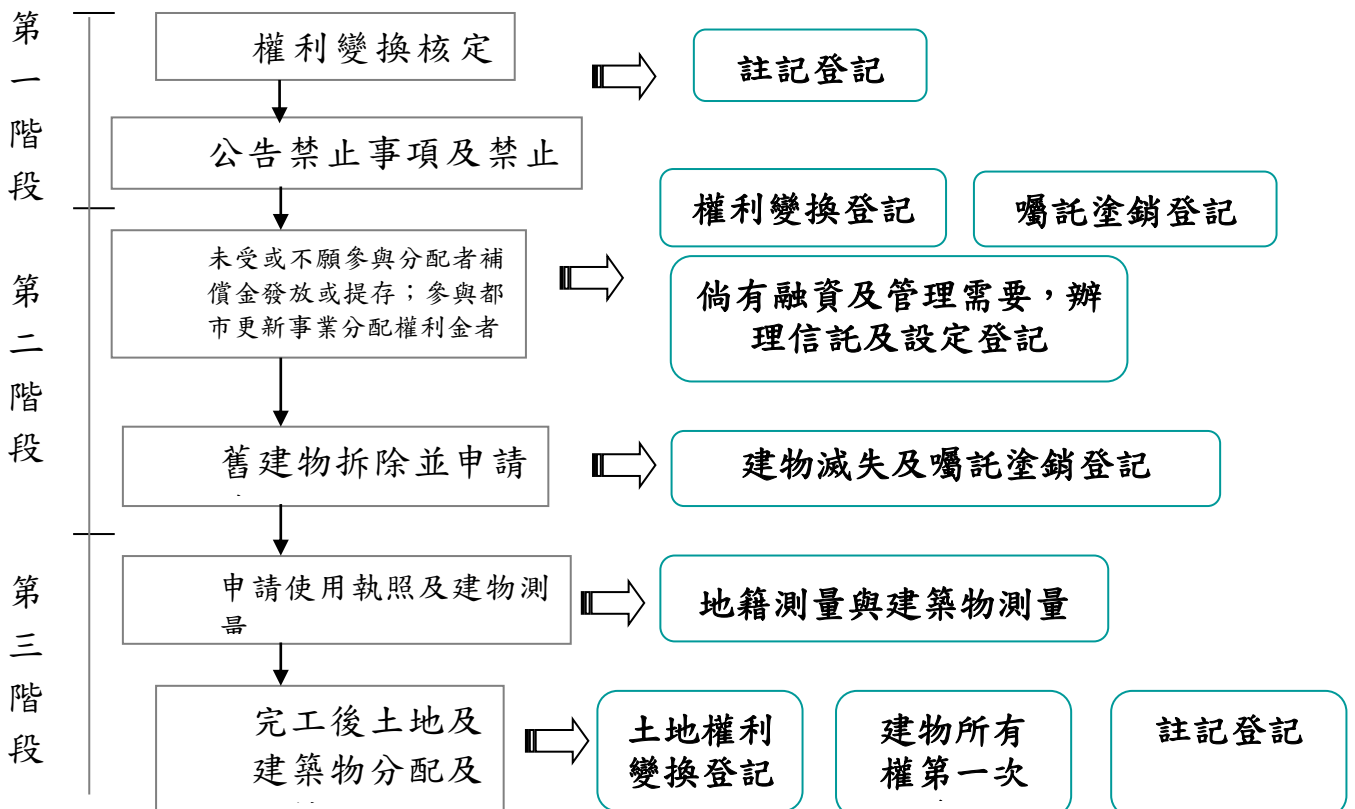 第一階段
權利變換核定
註記登記
公告禁止事項及禁止
第二階段
未受或不願參與分配者補
償金發放或提存；參與都
市更新事業分配權利金者
權利變換登記
囑託塗銷登記
倘有融資及管理需要，辦
理信託及設定登記
舊建物拆除並申請
建物滅失及囑託塗銷登記
第三階段
申請使用執照及建物測
量
地籍測量與建築物測量
完工後土地及
建築物分配及
土地權利
變換登記
建物所有
權第一次
註記登記